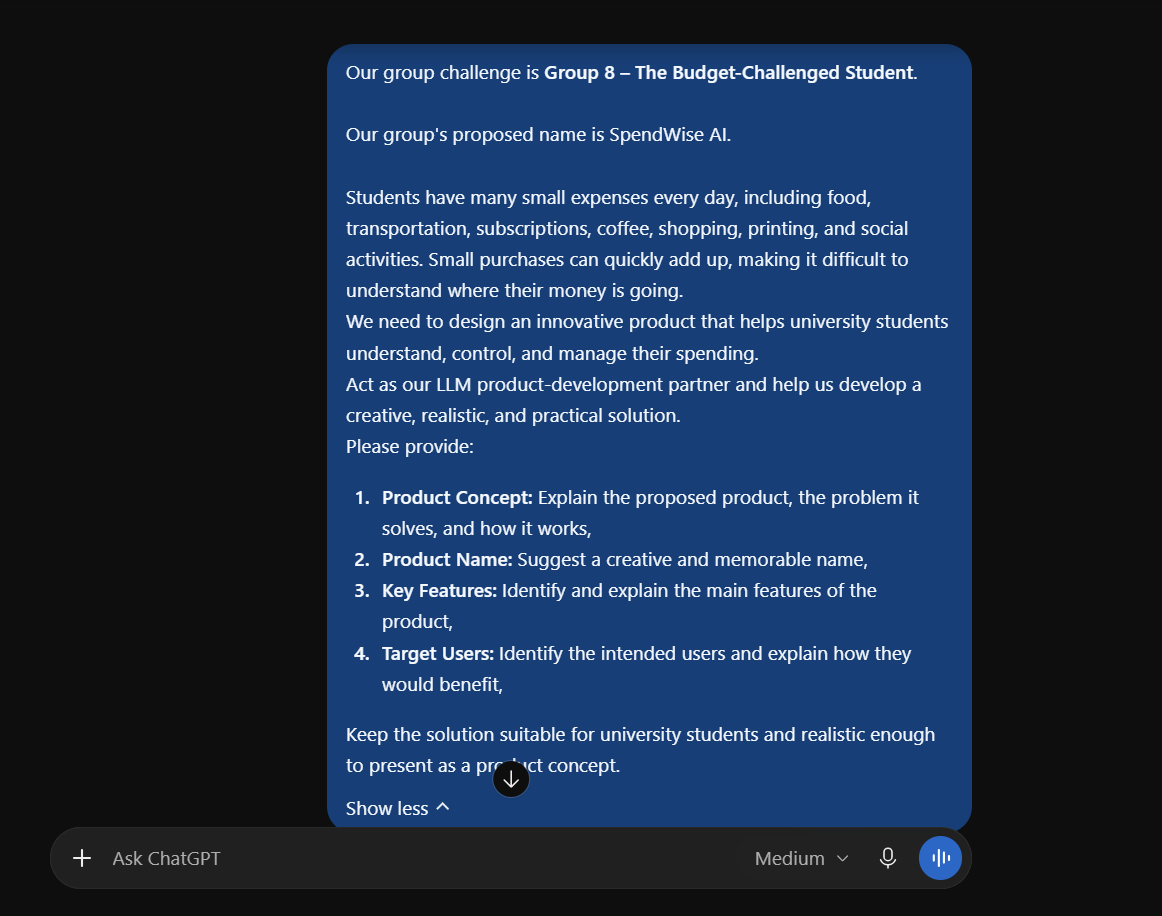 Our group challenge is Group 8 – The Budget-Challenged Student.
Our group's proposed name is SpendWise AI.
Students have many small expenses every day, including food,
transportation, subscriptions, coffee, shopping, printing, and social
activities. Small purchases can quickly add up, making it difficult to
understand where their money is going.
We need to design an innovative product that helps university students
understand, control, and manage their spending.
Act as our LLM product-development partner and help us develop a
creative, realistic, and practical solution.
Please provide:
1. Product Concept: Explain the proposed product, the problem it
solves, and how it works,
2. Product Name: Suggest a creative and memorable name,
3. Key Features: Identify and explain the main features of the
product,
4. Target Users: Identify the intended users and explain how they
would benefit,
Keep the solution suitable for university students and realistic enough
to present as a product concept.
Show less
Ask ChatGPT
Medium